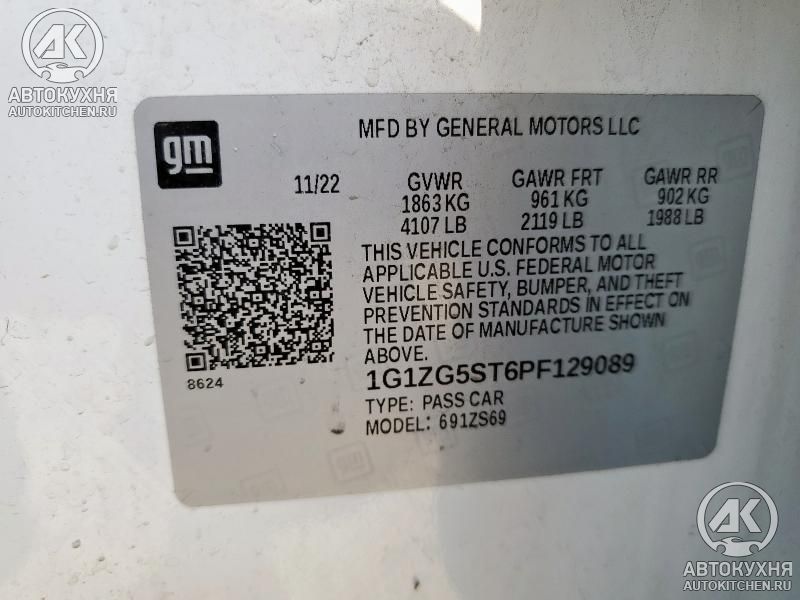 AK
АВТОКУХНЯ
AUTOKITCHEN.RU
gm
MFD BY GENERAL MOTORS LLC
11/22 GVWR GAWR FRT GAWR RR
1863 KG 961 KG 902 KG
4107 LB 2119 LB 1988 LB
THIS VEHICLE CONFORMS TO ALL
APPLICABLE U.S. FEDERAL MOTOR
VEHICLE SAFETY, BUMPER, AND THEFT
PREVENTION STANDARDS IN EFFECT ON
THE DATE OF MANUFACTURE SHOWN
ABOVE.
8624
1G1ZG5ST6PF129089
TYPE: PASS CAR
MODEL: 691ZS69
gm
AK
АВТОКУХНЯ
AUTOKITCHEN.RU